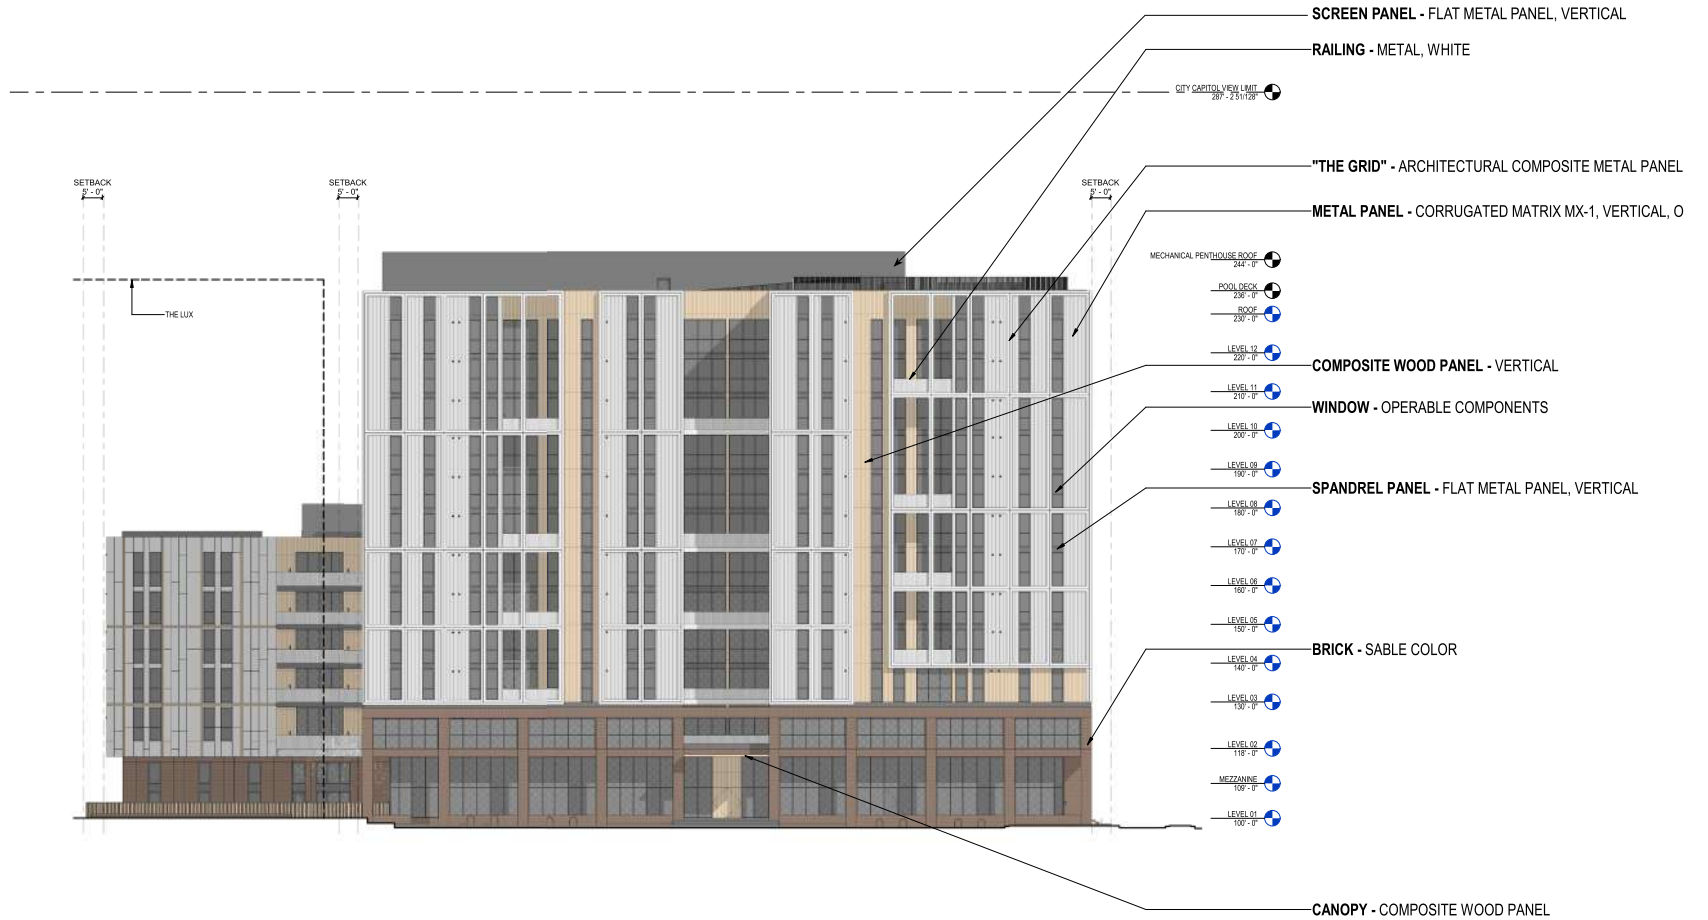 SCREEN PANEL - FLAT METAL PANEL, VERTICAL
RAILING - METAL, WHITE
CITY CAPITOL VIEW LIMIT
287' - 2 51/128"
"THE GRID" - ARCHITECTURAL COMPOSITE METAL PANEL
SETBACK
5' - 0"
SETBACK
5' - 0"
SETBACK
5' - 0"
METAL PANEL - CORRUGATED MATRIX MX-1, VERTICAL, O
MECHANICAL PENTHOUSE ROOF
244' - 0"
POOL DECK
236' - 0"
ROOF
230' - 0"
THE LUX
LEVEL 12
220' - 0"
COMPOSITE WOOD PANEL - VERTICAL
LEVEL 11
210' - 0"
WINDOW - OPERABLE COMPONENTS
LEVEL 10
200' - 0"
LEVEL 09
190' - 0"
SPANDREL PANEL - FLAT METAL PANEL, VERTICAL
LEVEL 08
180' - 0"
LEVEL 07
170' - 0"
LEVEL 06
160' - 0"
LEVEL 05
150' - 0"
BRICK - SABLE COLOR
LEVEL 04
140' - 0"
LEVEL 03
130' - 0"
LEVEL 02
118' - 0"
MEZZANINE
109' - 0"
LEVEL 01
100' - 0"
CANOPY - COMPOSITE WOOD PANEL